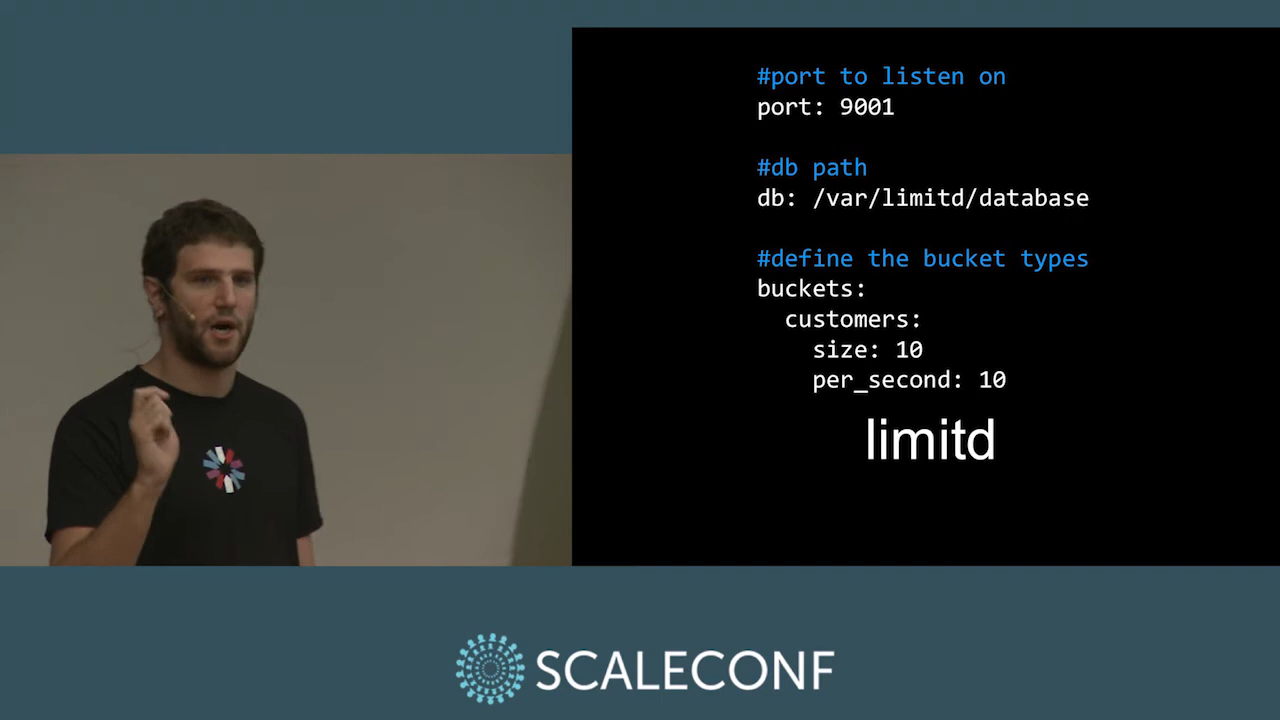 #port to listen on
port: 9001
#db path
db: /var/limitd/database
#define the bucket types
buckets:
customers:
size: 10
per_second: 10
limitd
SCALECONF